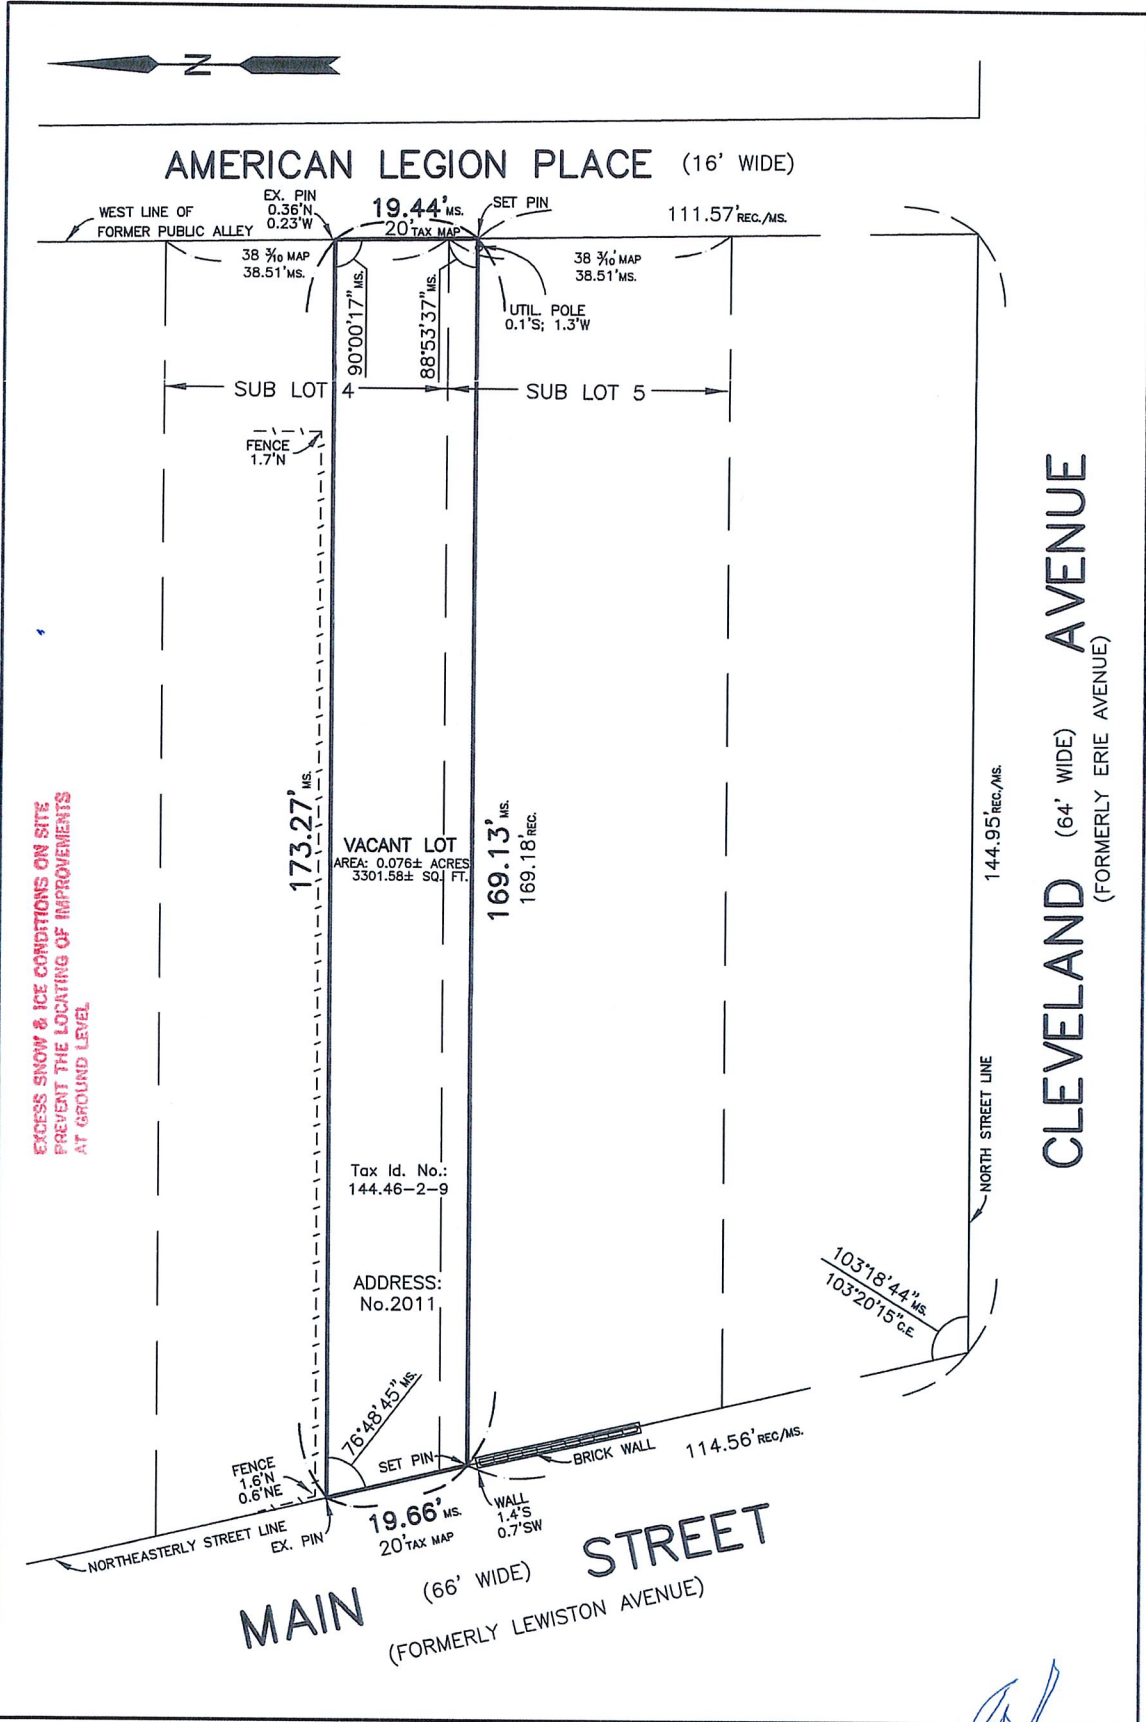 N
AMERICAN LEGION PLACE (16' WIDE)
WEST LINE OF
FORMER PUBLIC ALLEY
EX. PIN
0.36'N
0.23'W
19.44'MS.
20'TAX MAP
SET PIN
111.57'REC./MS.
38 3/10 MAP
38.51'MS.
90°00'17"MS.
88°53'37"MS.
38 3/10' MAP
38.51'MS.
UTIL. POLE
0.1'S; 1.3'W
SUB LOT 4
SUB LOT 5
FENCE
1.7'N
EXCESS SNOW & ICE CONDITIONS ON SITE
PREVENT THE LOCATING OF IMPROVEMENTS
AT GROUND LEVEL
173.27'MS.
VACANT LOT
AREA: 0.076± ACRES
3301.58± SQ. FT.
169.13'MS.
169.18'REC.
144.95'REC./MS.
CLEVELAND (64' WIDE) AVENUE
(FORMERLY ERIE AVENUE)
NORTH STREET LINE
Tax Id. No.:
144.46-2-9
ADDRESS:
No.2011
103°18'44"MS.
103°20'15"C.E.
76°48'45"MS.
FENCE
1.6'N
0.6'NE
SET PIN
BRICK WALL
114.56'REC/MS.
NORTHEASTERLY STREET LINE
EX. PIN
19.66'MS.
20'TAX MAP
WALL
1.4'S
0.7'SW
MAIN (66' WIDE) STREET
(FORMERLY LEWISTON AVENUE)